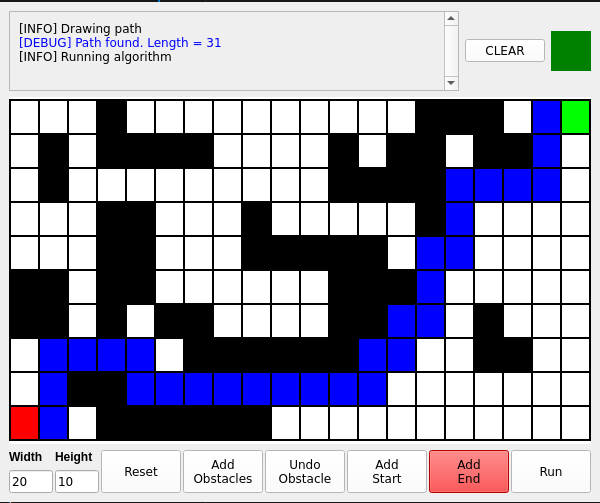 [INFO] Drawing path
[DEBUG] Path found. Length = 31
[INFO] Running algorithm
CLEAR
Width Height
20 10
Reset
Add
Obstacles
Undo
Obstacle
Add
Start
Add
End
Run